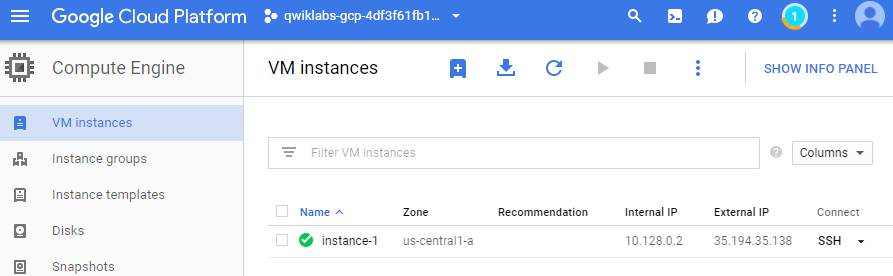 Google Cloud Platform qwiklabs-gcp-4df3f61fb1... 1
Compute Engine VM instances SHOW INFO PANEL
VM instances
Instance groups
Instance templates
Disks
Snapshots
Filter VM instances Columns
Name Zone Recommendation Internal IP External IP Connect
instance-1 us-central1-a 10.128.0.2 35.194.35.138 SSH